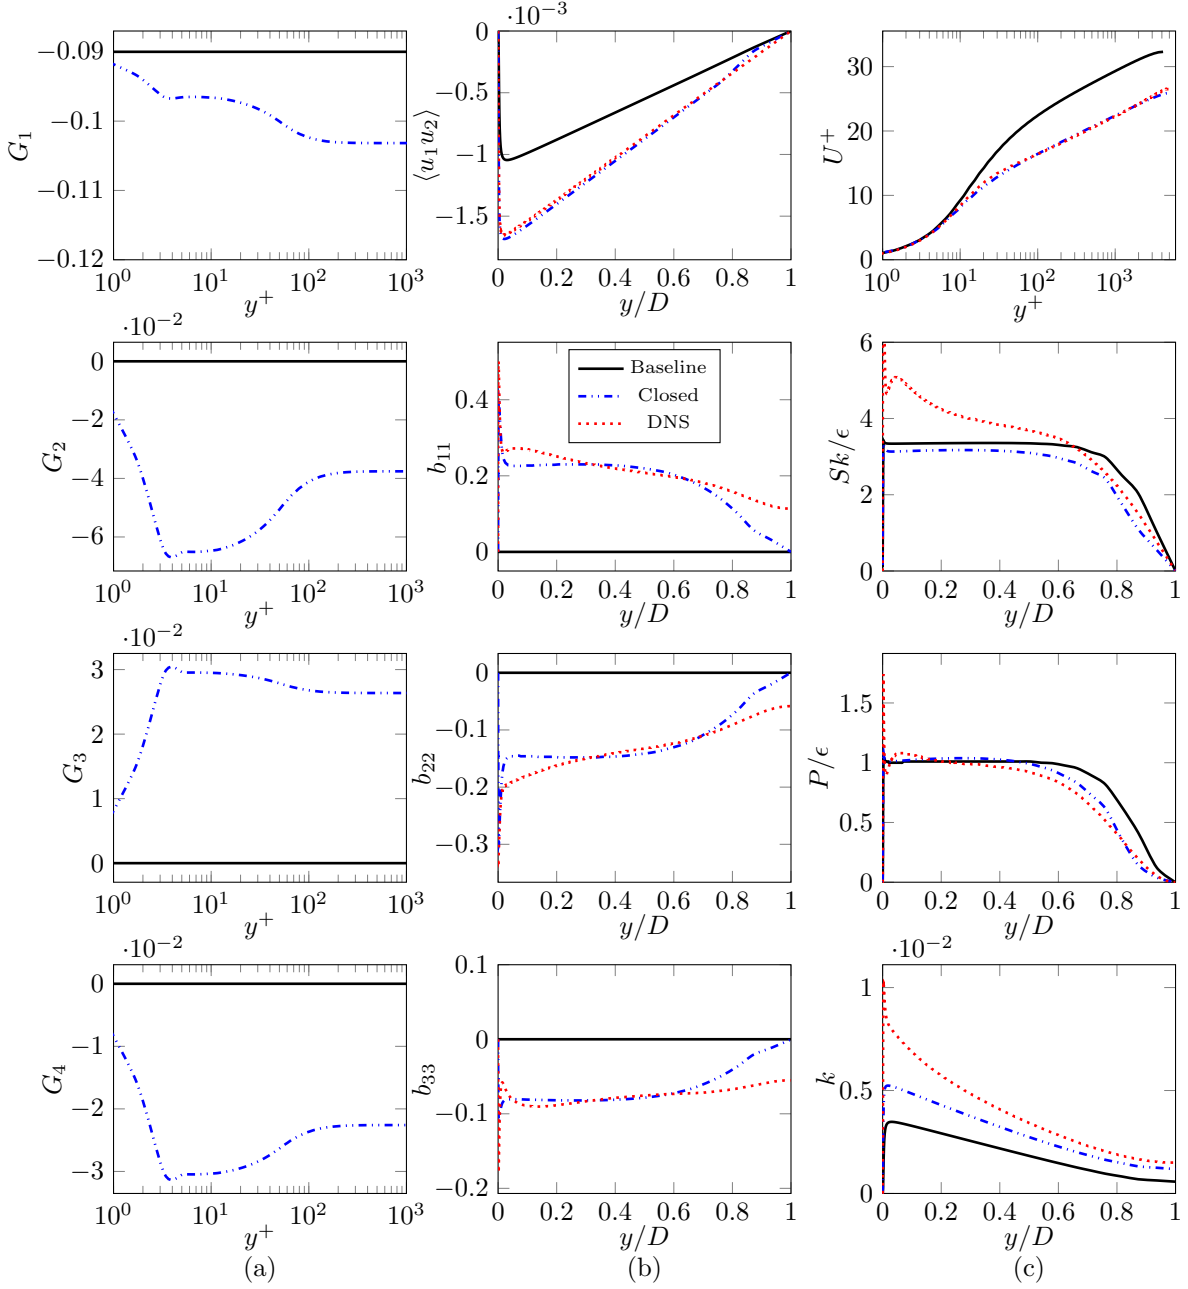 −0.09
−0.1
−0.11
−0.12
G1
10^0 10^1 10^2 10^3
y^+
·10^−3
0
−0.5
−1
−1.5
⟨u1u2⟩
0 0.2 0.4 0.6 0.8 1
y/D
30
20
10
0
U^+
10^0 10^1 10^2 10^3
y^+
·10^−2
0
−2
−4
−6
G2
10^0 10^1 10^2 10^3
y^+
0.4
0.2
0
b11
Baseline
Closed
DNS
0 0.2 0.4 0.6 0.8 1
y/D
6
4
2
0
Sk/ϵ
0 0.2 0.4 0.6 0.8 1
y/D
·10^−2
3
2
1
0
G3
10^0 10^1 10^2 10^3
y^+
0
−0.1
−0.2
−0.3
b22
0 0.2 0.4 0.6 0.8 1
y/D
1.5
1
0.5
0
P/ϵ
0 0.2 0.4 0.6 0.8 1
y/D
·10^−2
0
−1
−2
−3
G4
10^0 10^1 10^2 10^3
y^+
(a)
0.1
0
−0.1
−0.2
b33
0 0.2 0.4 0.6 0.8 1
y/D
(b)
·10^−2
1
0.5
0
k
0 0.2 0.4 0.6 0.8 1
y/D
(c)